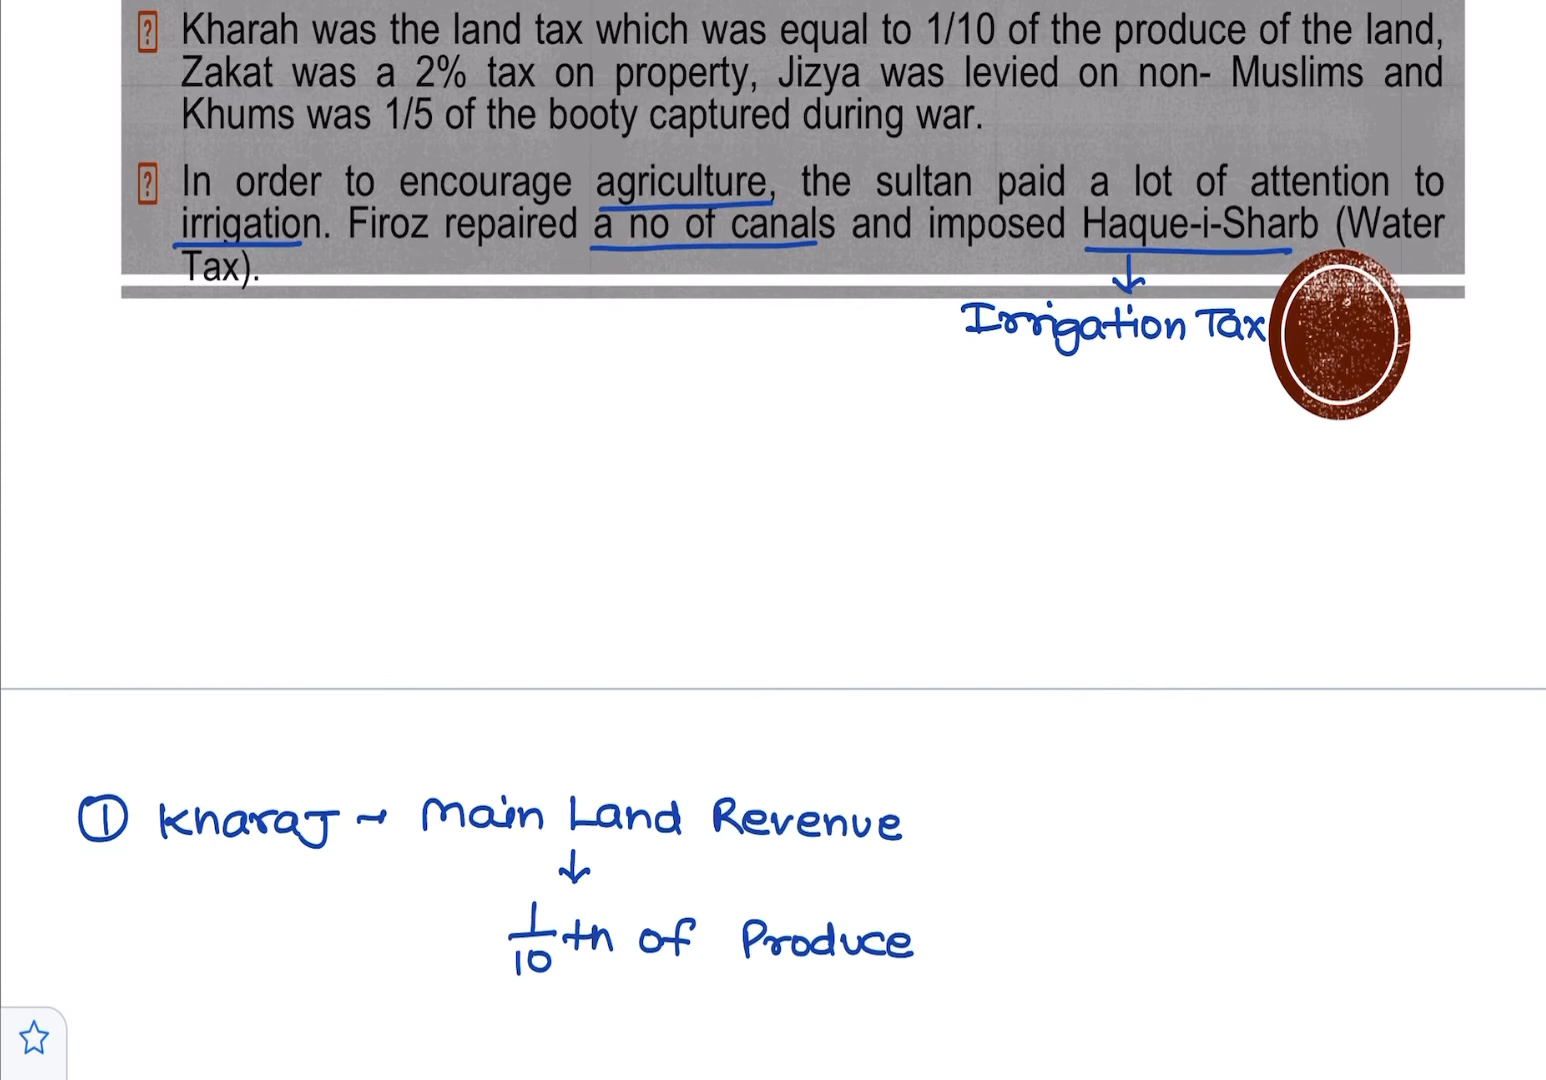 Kharah was the land tax which was equal to 1/10 of the produce of the land,
Zakat was a 2% tax on property, Jizya was levied on non- Muslims and
Khums was 1/5 of the booty captured during war.
In order to encourage agriculture, the sultan paid a lot of attention to
irrigation. Firoz repaired a no of canals and imposed Haque-i-Sharb (Water
Tax).
↓
Irrigation Tax
① Kharaj → Main Land Revenue
↓
1/10 th of Produce